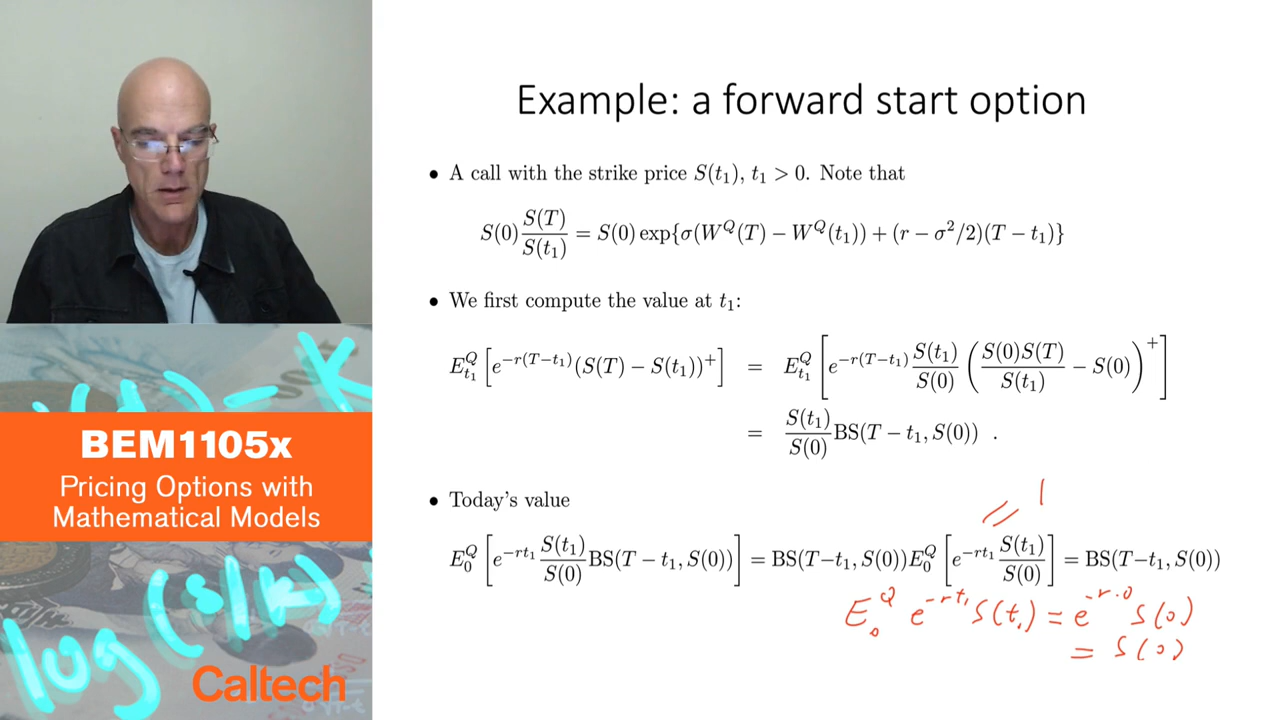 Example: a forward start option
• A call with the strike price S(t₁), t₁ > 0. Note that
S(0) S(T)/S(t₁) = S(0) exp{σ(W^Q(T) − W^Q(t₁)) + (r − σ²/2)(T − t₁)}
• We first compute the value at t₁:
E^Q_{t₁} [e^{−r(T−t₁)}(S(T) − S(t₁))⁺] = E^Q_{t₁} [e^{−r(T−t₁)} S(t₁)/S(0) (S(0)S(T)/S(t₁) − S(0))⁺]
= S(t₁)/S(0) BS(T − t₁, S(0)) .
• Today's value
= 1
E^Q_0 [e^{−rt₁} S(t₁)/S(0) BS(T − t₁, S(0))] = BS(T−t₁, S(0))E^Q_0 [e^{−rt₁} S(t₁)/S(0)] = BS(T−t₁, S(0))
E^Q_0 e^{−rt₁} S(t₁) = e^{−r·0} S(0)
= S(0)
BEM1105x
Pricing Options with
Mathematical Models
log(S/K)
Caltech